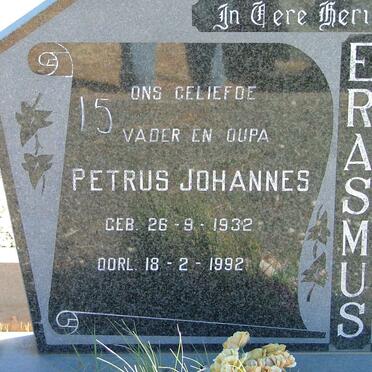 In Tere Heri
15
ONS GELIEFDE
VADER EN OUPA
PETRUS JOHANNES
GEB. 26-9-1932
OORL. 18-2-1992
ERASMUS